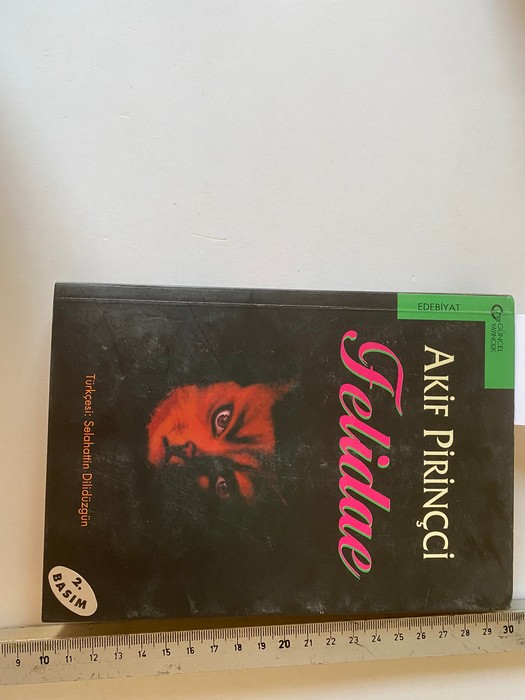 EDEBİYAT
GÜNCEL
YAYINCILIK
AKİF PİRİNÇCİ
Felidae
Türkçesi: Selahattin Dilidüzgün
2.
BASIM
9 10 11 12 13 14 15 16 17 18 19 20 21 22 23 24 25 26 27 28 29 30